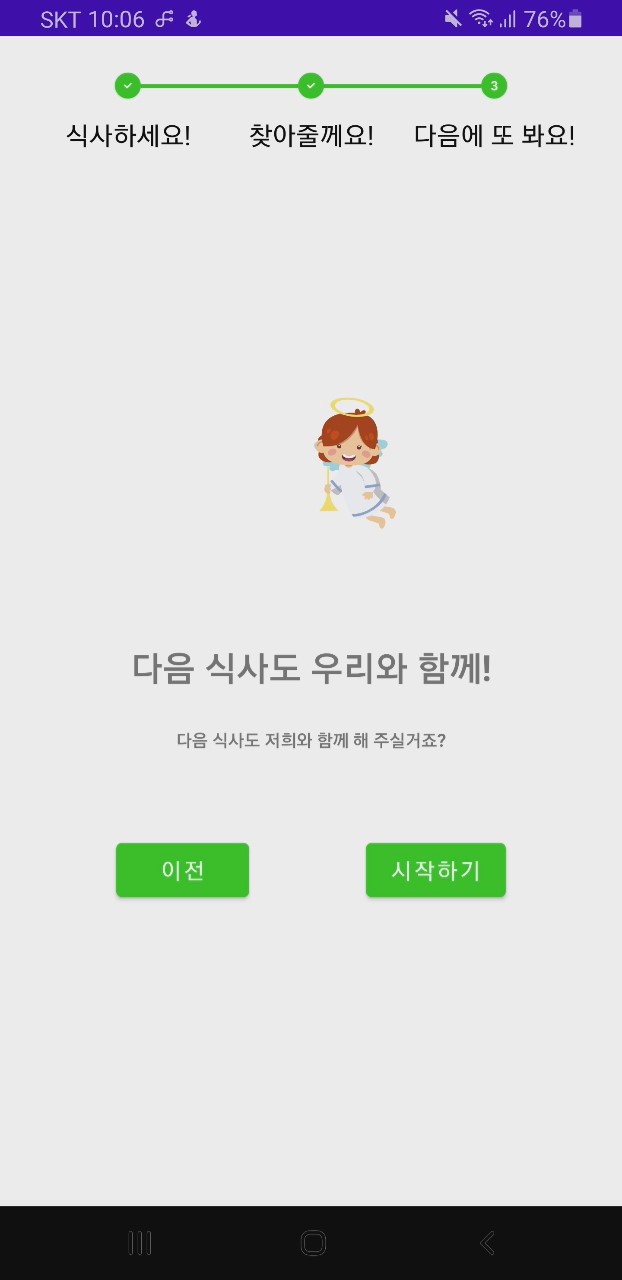 SKT 10:06 76%
3
식사하세요! 찾아줄께요! 다음에 또 봐요!
다음 식사도 우리와 함께!
다음 식사도 저희와 함께 해 주실거죠?
이전 시작하기